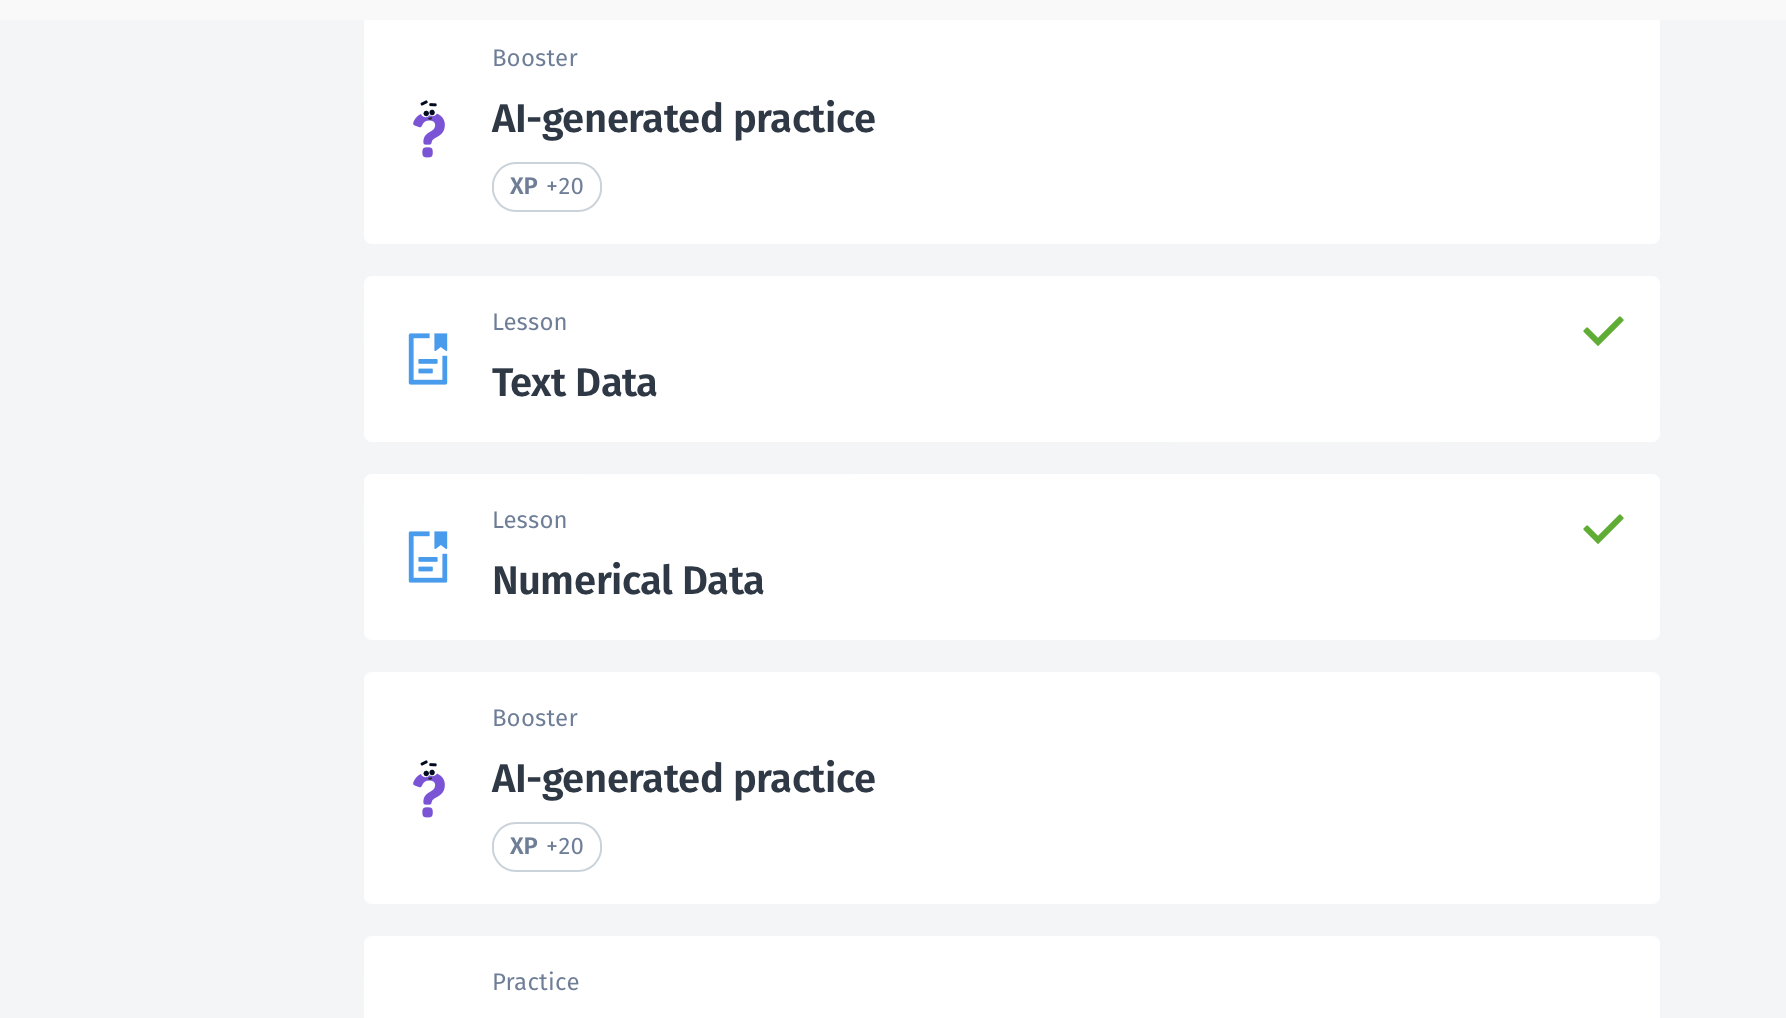 Booster
AI-generated practice
XP +20
Lesson
Text Data
Lesson
Numerical Data
Booster
AI-generated practice
XP +20
Practice